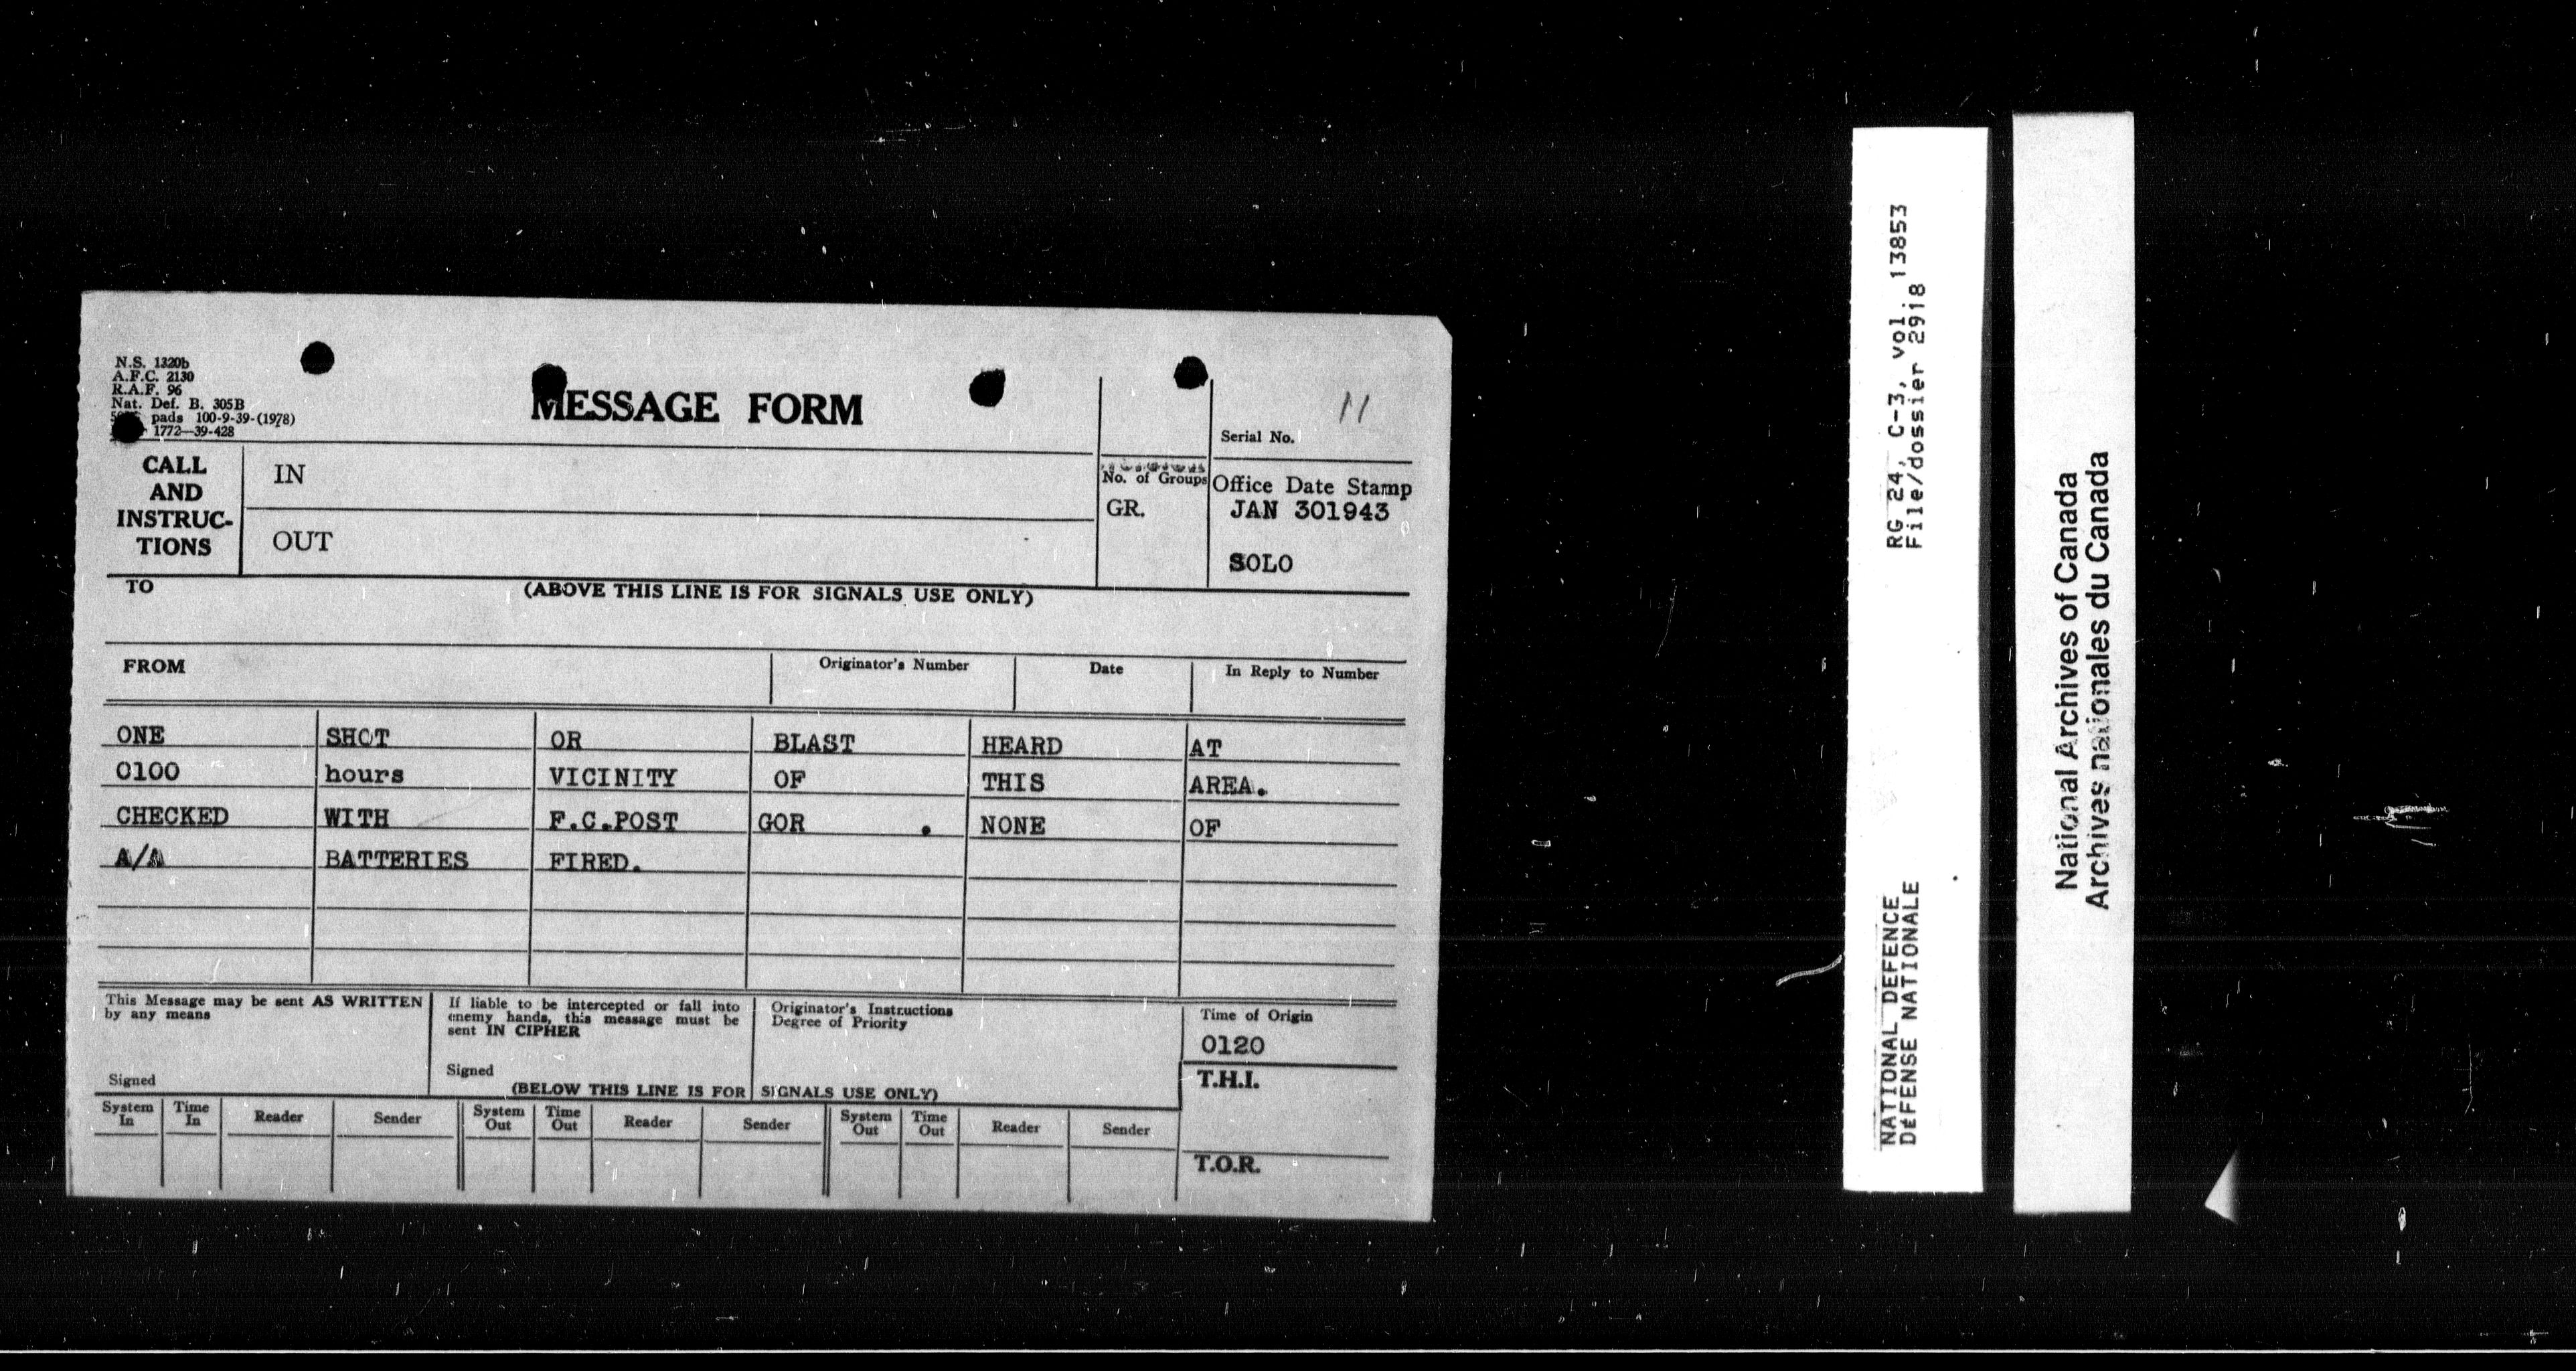 N.S. 1320b
A.F.C. 2130
R.A.F. 96
Nat. Def. B. 305B
pads 100-9-39-(1978)
1772—39-428
MESSAGE FORM
11
Serial No.
CALL AND INSTRUC-TIONS
IN
OUT
No. of Groups
GR.
Office Date Stamp
JAN 301943
SOLO
TO
(ABOVE THIS LINE IS FOR SIGNALS USE ONLY)
FROM
Originator's Number
Date
In Reply to Number
ONE SHOT OR BLAST HEARD AT
0100 hours VICINITY OF THIS AREA.
CHECKED WITH F.C.POST GOR . NONE OF
A/A BATTERIES FIRED.
This Message may be sent AS WRITTEN
by any means
Signed
If liable to be intercepted or fall into
enemy hands, this message must be
sent IN CIPHER
Signed
Originator's Instructions
Degree of Priority
Time of Origin
0120
T.H.I.
(BELOW THIS LINE IS FOR SIGNALS USE ONLY)
System In Time In Reader Sender System Out Time Out Reader Sender System Out Time Out Reader Sender
T.O.R.
NATIONAL DEFENCE RG 24, C-3, vol. 13853
DÉFENSE NATIONALE File/dossier 2918
National Archives of Canada
Archives nationales du Canada